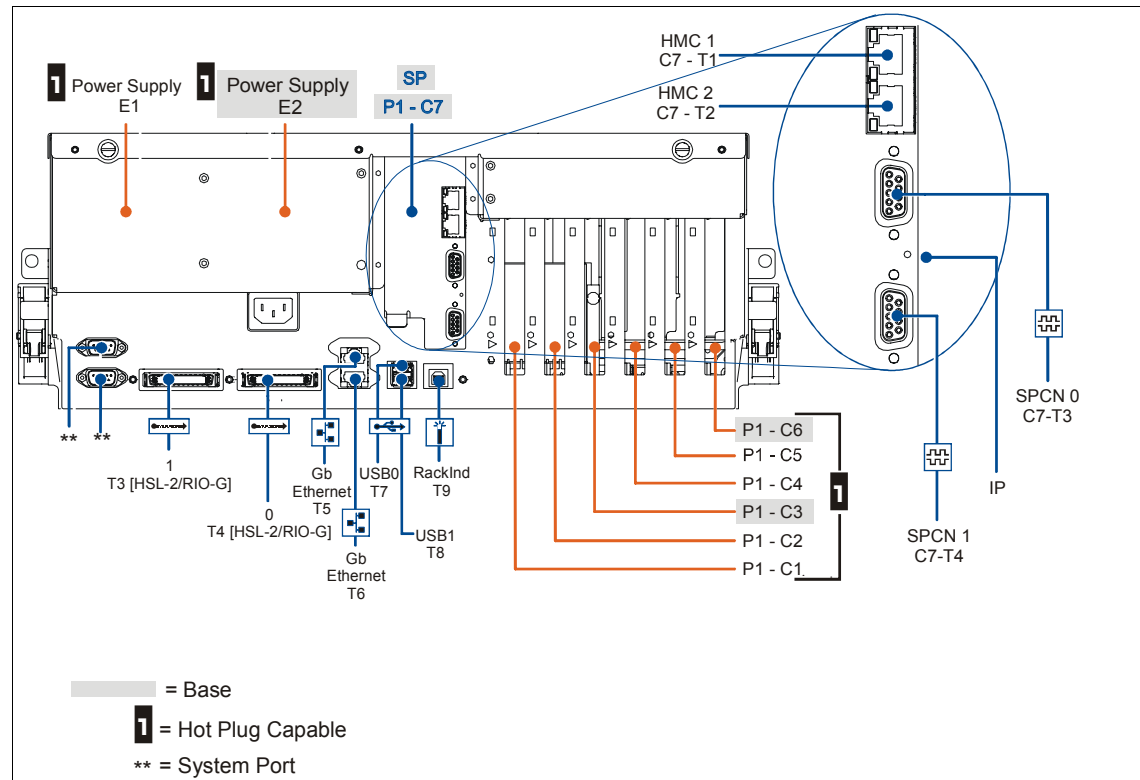 HMC 1
C7 - T1
HMC 2
C7 - T2
1 Power Supply
E1
1 Power Supply
E2
SP
P1 - C7
** **
1
T3 [HSL-2/RIO-G]
0
T4 [HSL-2/RIO-G]
Gb
Ethernet
T5
Gb
Ethernet
T6
USB0
T7
USB1
T8
RackInd
T9
P1 - C6
P1 - C5
P1 - C4
P1 - C3
P1 - C2
P1 - C1
1
SPCN 0
C7-T3
IP
SPCN 1
C7-T4
= Base
1 = Hot Plug Capable
** = System Port